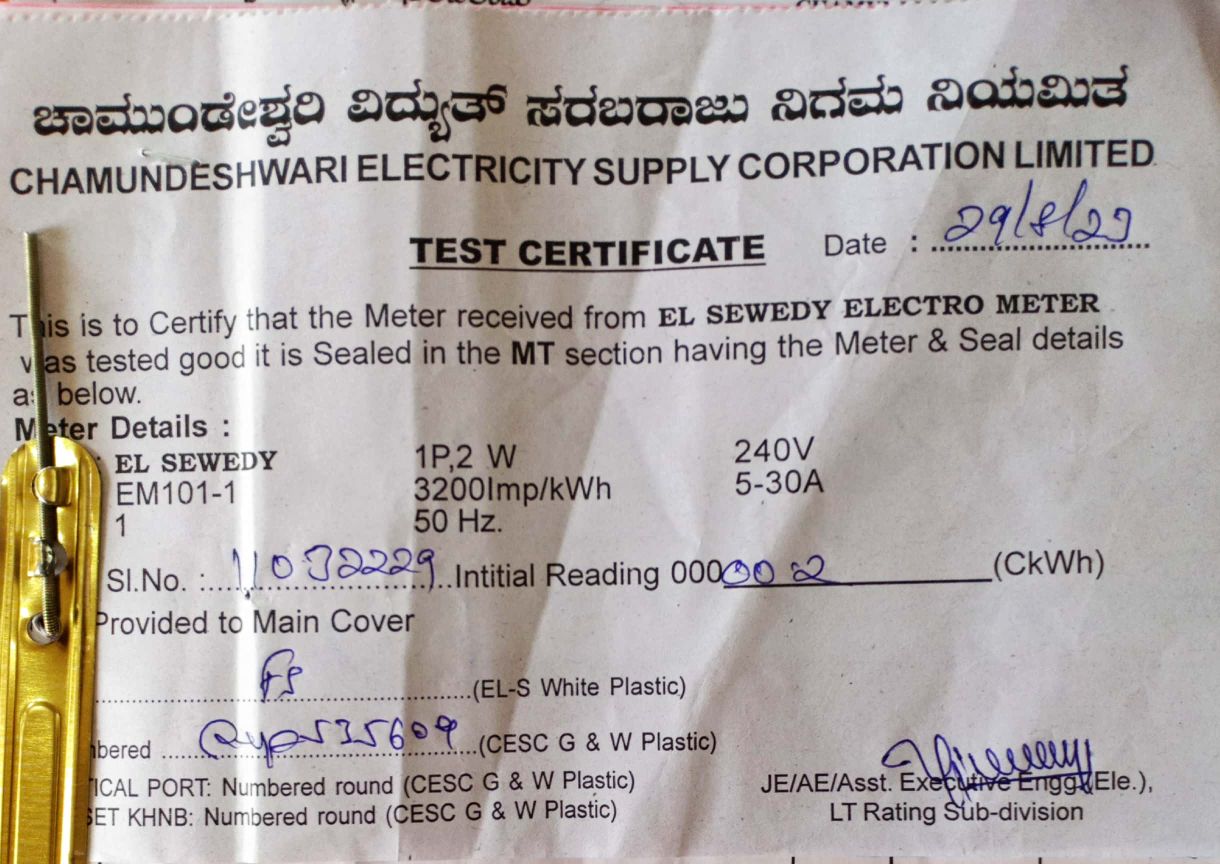 ಚಾಮುಂಡೇಶ್ವರಿ ವಿದ್ಯುತ್ ಸರಬರಾಜು ನಿಗಮ ನಿಯಮಿತ
CHAMUNDESHWARI ELECTRICITY SUPPLY CORPORATION LIMITED
TEST CERTIFICATE Date : 29/8/23
This is to Certify that the Meter received from EL SEWEDY ELECTRO METER
was tested good it is Sealed in the MT section having the Meter & Seal details
as below.
Meter Details :
EL SEWEDY 1P,2 W 240V
EM101-1 3200Imp/kWh 5-30A
1 50 Hz.
Sl.No. : 11032229 Intitial Reading 000002 (CkWh)
Provided to Main Cover
(EL-S White Plastic)
535609 (CESC G & W Plastic)
PORT: Numbered round (CESC G & W Plastic)
KHNB: Numbered round (CESC G & W Plastic)
JE/AE/Asst. Executive Engg.(Ele.),
LT Rating Sub-division